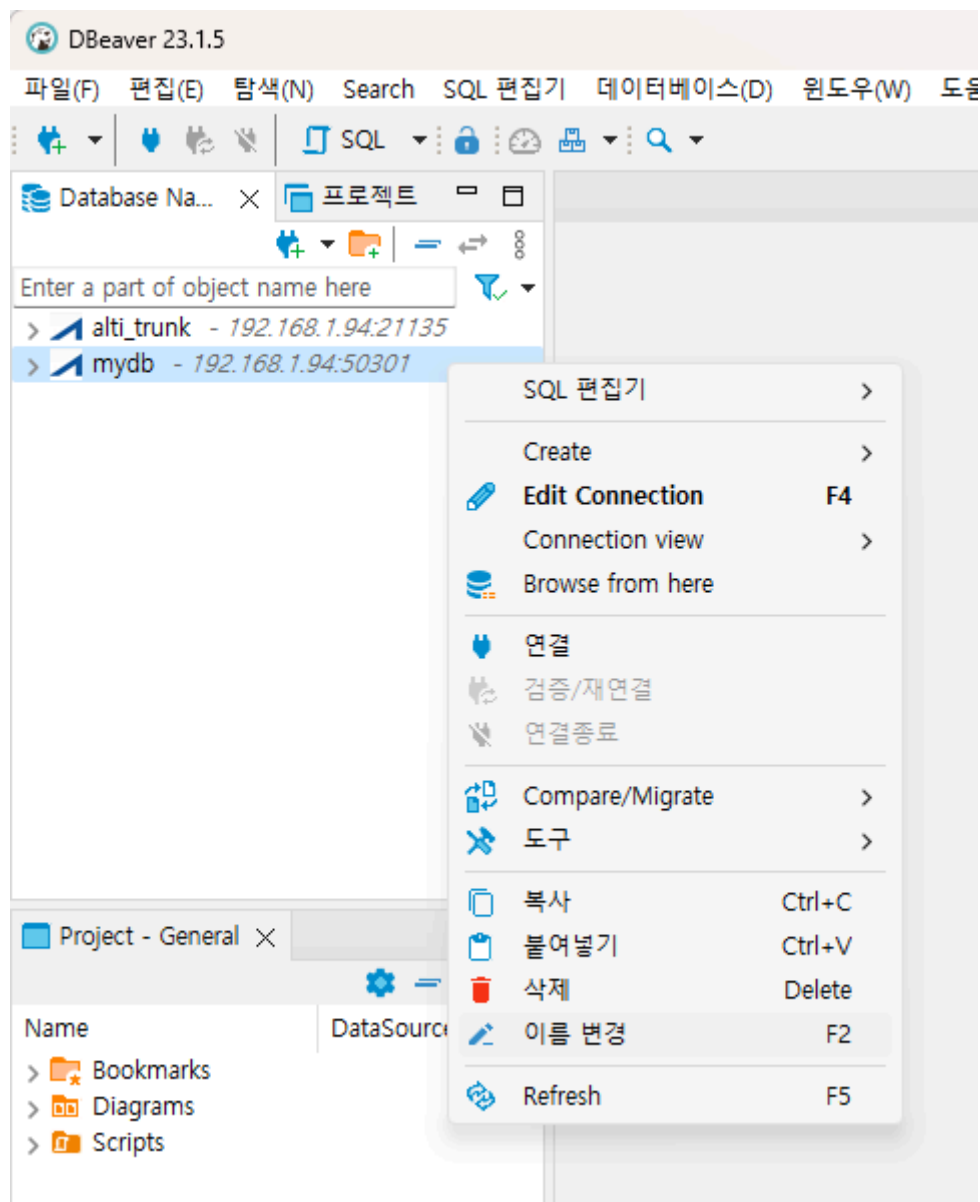 DBeaver 23.1.5
파일(F) 편집(E) 탐색(N) Search SQL 편집기 데이터베이스(D) 윈도우(W)
SQL
Database Na... 프로젝트
Enter a part of object name here
alti_trunk - 192.168.1.94:21135
mydb - 192.168.1.94:50301
SQL 편집기
Create
Edit Connection F4
Connection view
Browse from here
연결
검증/재연결
연결종료
Compare/Migrate
도구
복사 Ctrl+C
붙여넣기 Ctrl+V
삭제 Delete
이름 변경 F2
Refresh F5
Project - General
Name DataSource
Bookmarks
Diagrams
Scripts